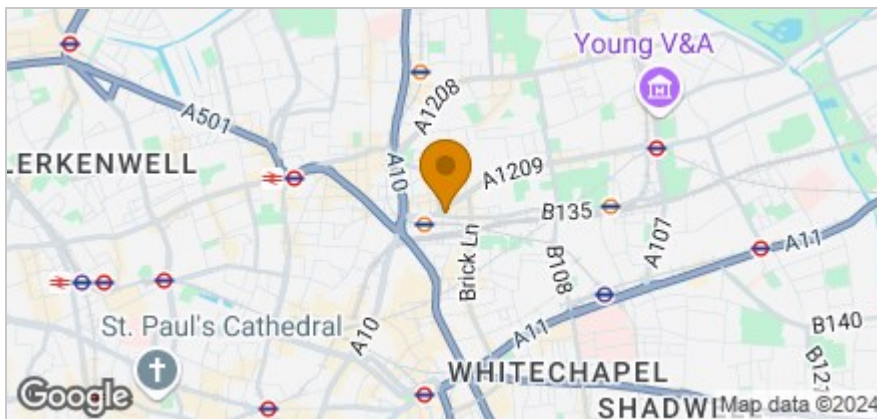 Young V&A
A1208
A501
LERKENWELL
A10
A1209
B135
A107
A11
Brick Ln
B108
St. Paul's Cathedral
A10
A11
B140
WHITECHAPEL
B121
SHADWE
Google
Map data ©2024